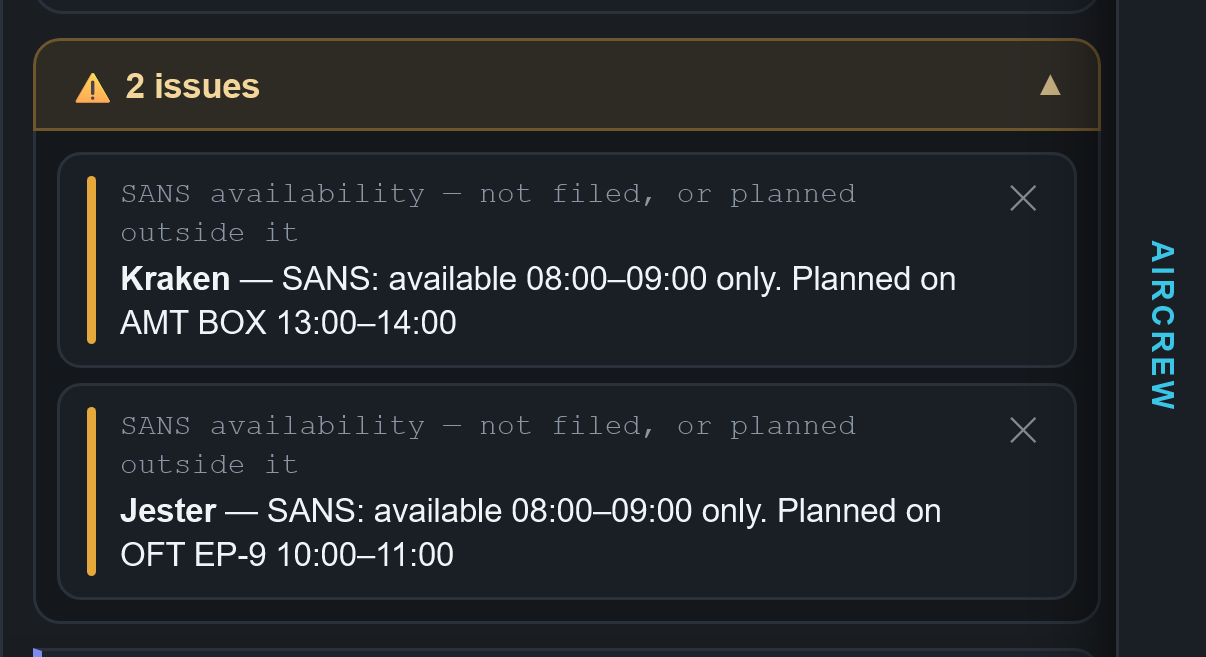 2 issues
SANS availability — not filed, or planned
outside it
Kraken — SANS: available 08:00–09:00 only. Planned on
AMT BOX 13:00–14:00
SANS availability — not filed, or planned
outside it
Jester — SANS: available 08:00–09:00 only. Planned on
OFT EP-9 10:00–11:00
AIRCREW